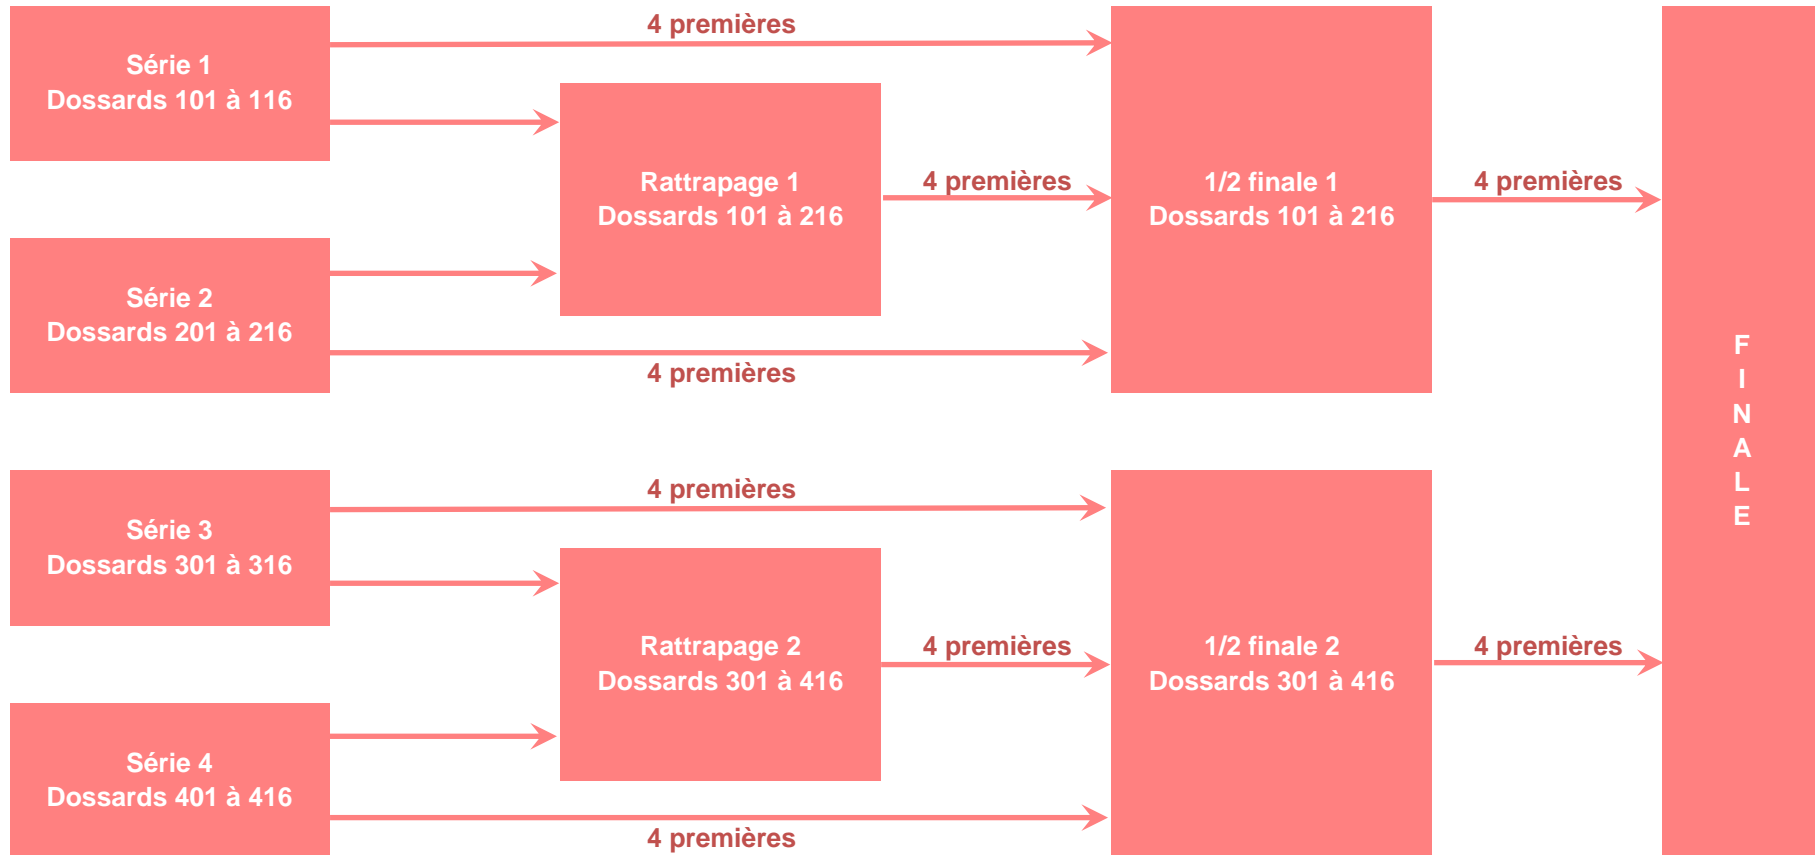 4 premières
Série 1
Dossards 101 à 116
Rattrapage 1
Dossards 101 à 216
4 premières
1/2 finale 1
Dossards 101 à 216
4 premières
Série 2
Dossards 201 à 216
4 premières
F
I
N
A
L
E
4 premières
Série 3
Dossards 301 à 316
Rattrapage 2
Dossards 301 à 416
4 premières
1/2 finale 2
Dossards 301 à 416
4 premières
Série 4
Dossards 401 à 416
4 premières